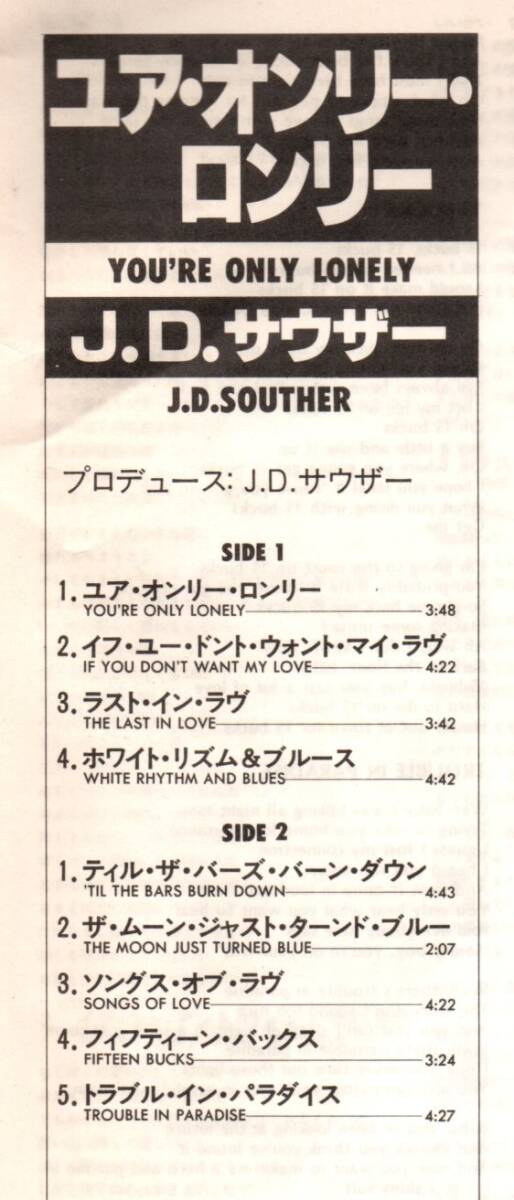 ユア・オンリー・
ロンリー
YOU'RE ONLY LONELY
J.D.サウザー
J.D.SOUTHER
プロデュース: J.D.サウザー
SIDE 1
1.ユア・オンリー・ロンリー
YOU'RE ONLY LONELY 3:48
2.イフ・ユー・ドント・ウォント・マイ・ラヴ
IF YOU DON'T WANT MY LOVE 4:22
3.ラスト・イン・ラヴ
THE LAST IN LOVE 3:42
4.ホワイト・リズム&ブルース
WHITE RHYTHM AND BLUES 4:42
SIDE 2
1.ティル・ザ・バーズ・バーン・ダウン
'TIL THE BARS BURN DOWN 4:43
2.ザ・ムーン・ジャスト・ターンド・ブルー
THE MOON JUST TURNED BLUE 2:07
3.ソングス・オブ・ラヴ
SONGS OF LOVE 4:22
4.フィフティーン・バックス
FIFTEEN BUCKS 3:24
5.トラブル・イン・パラダイス
TROUBLE IN PARADISE 4:27